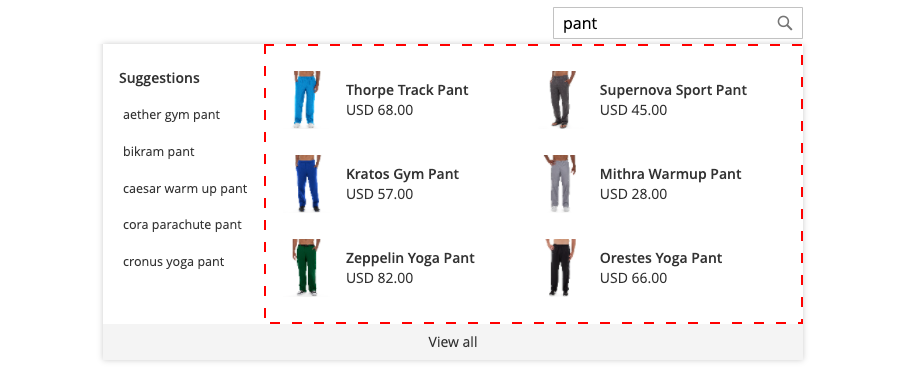 pant
Suggestions
aether gym pant
bikram pant
caesar warm up pant
cora parachute pant
cronus yoga pant
Thorpe Track Pant
USD 68.00
Supernova Sport Pant
USD 45.00
Kratos Gym Pant
USD 57.00
Mithra Warmup Pant
USD 28.00
Zeppelin Yoga Pant
USD 82.00
Orestes Yoga Pant
USD 66.00
View all